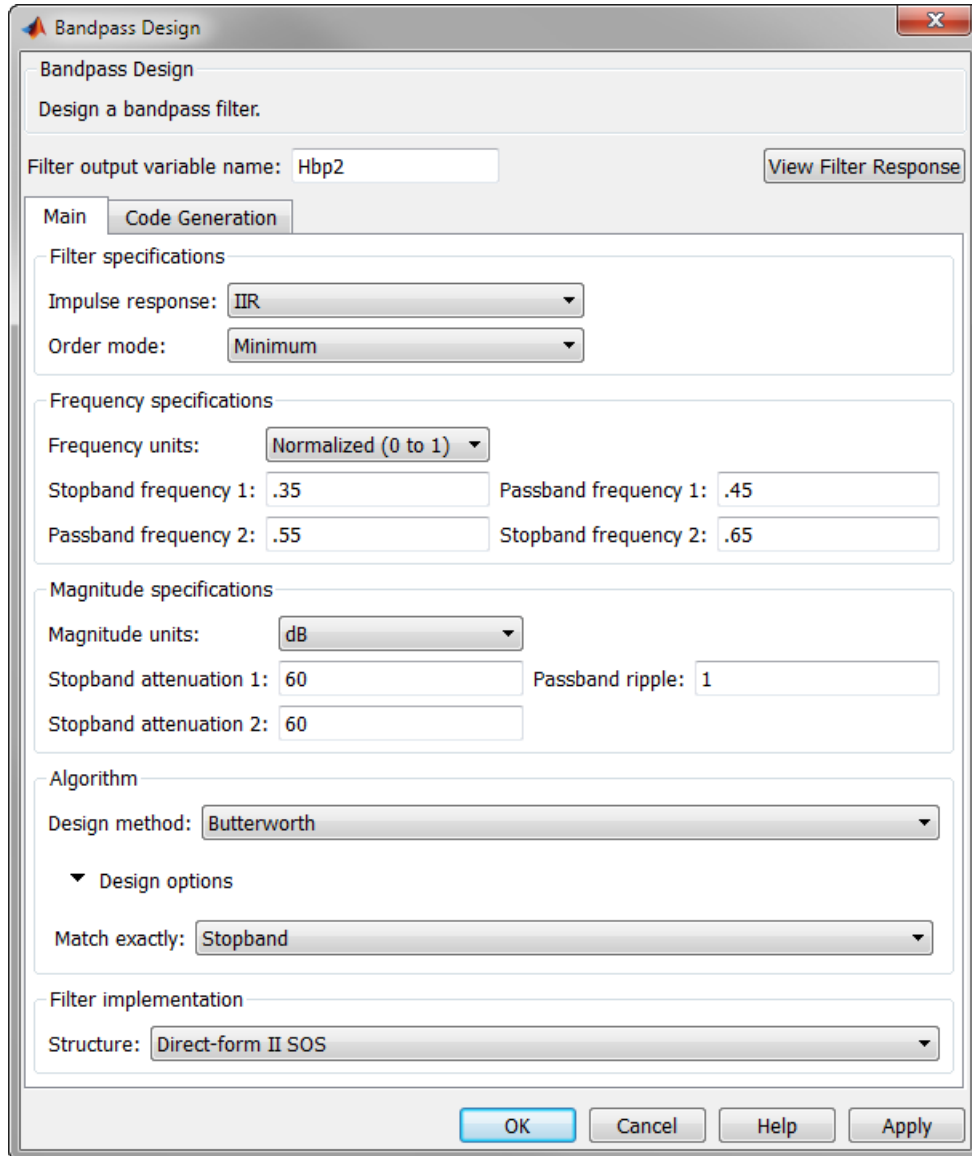 Bandpass Design
Bandpass Design
Design a bandpass filter.
Filter output variable name: Hbp2 View Filter Response
Main Code Generation
Filter specifications
Impulse response: IIR
Order mode: Minimum
Frequency specifications
Frequency units: Normalized (0 to 1)
Stopband frequency 1: .35 Passband frequency 1: .45
Passband frequency 2: .55 Stopband frequency 2: .65
Magnitude specifications
Magnitude units: dB
Stopband attenuation 1: 60 Passband ripple: 1
Stopband attenuation 2: 60
Algorithm
Design method: Butterworth
Design options
Match exactly: Stopband
Filter implementation
Structure: Direct-form II SOS
OK Cancel Help Apply